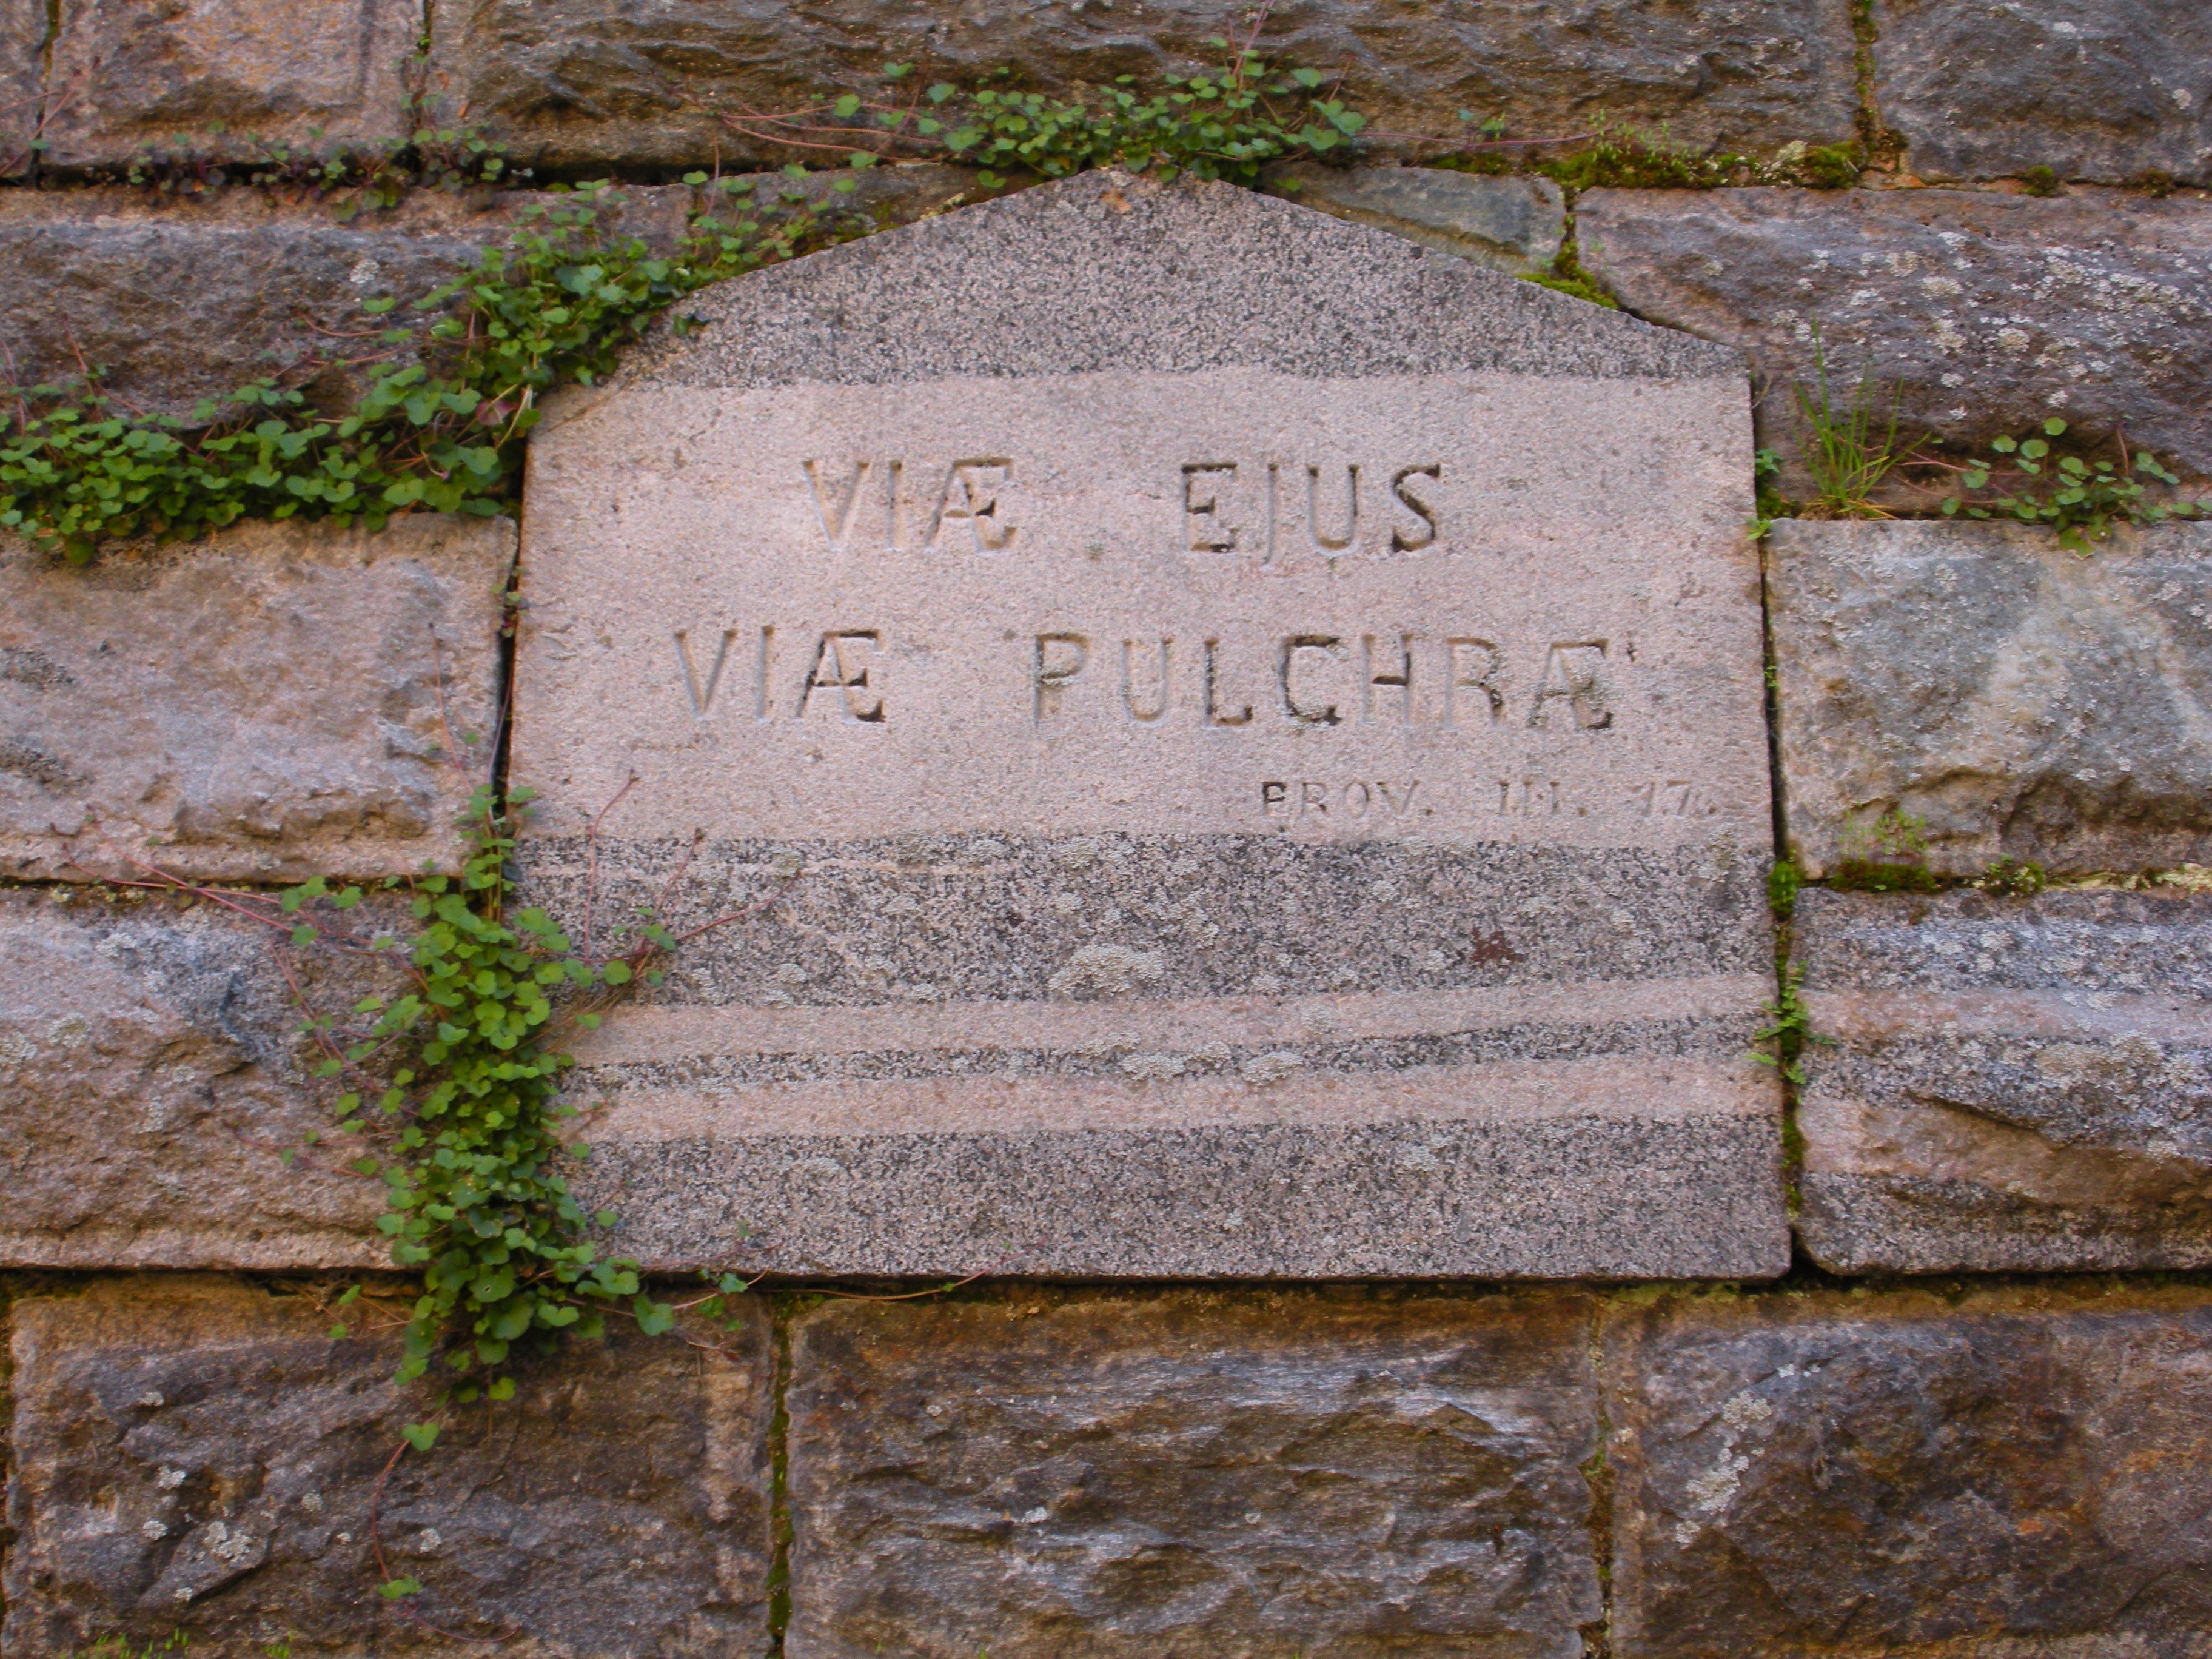 VIÆ EJUS
VIÆ PULCHRÆ
PROV. III. 17.